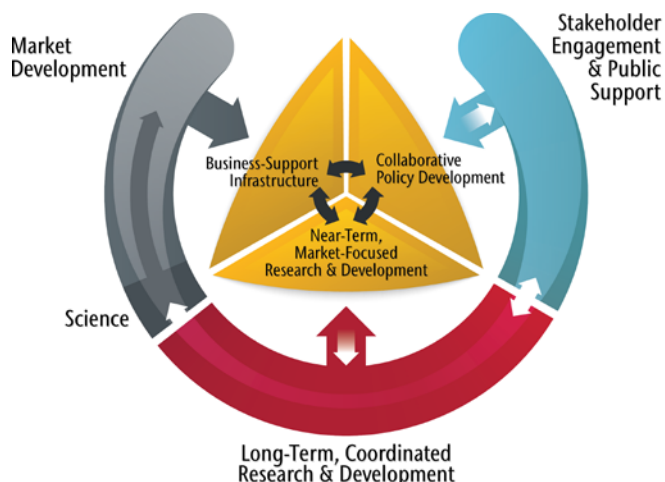 Market
Development
Stakeholder
Engagement
& Public
Support
Business-Support
Infrastructure
Collaborative
Policy Development
Near-Term,
Market-Focused
Research & Development
Science
Long-Term, Coordinated
Research & Development